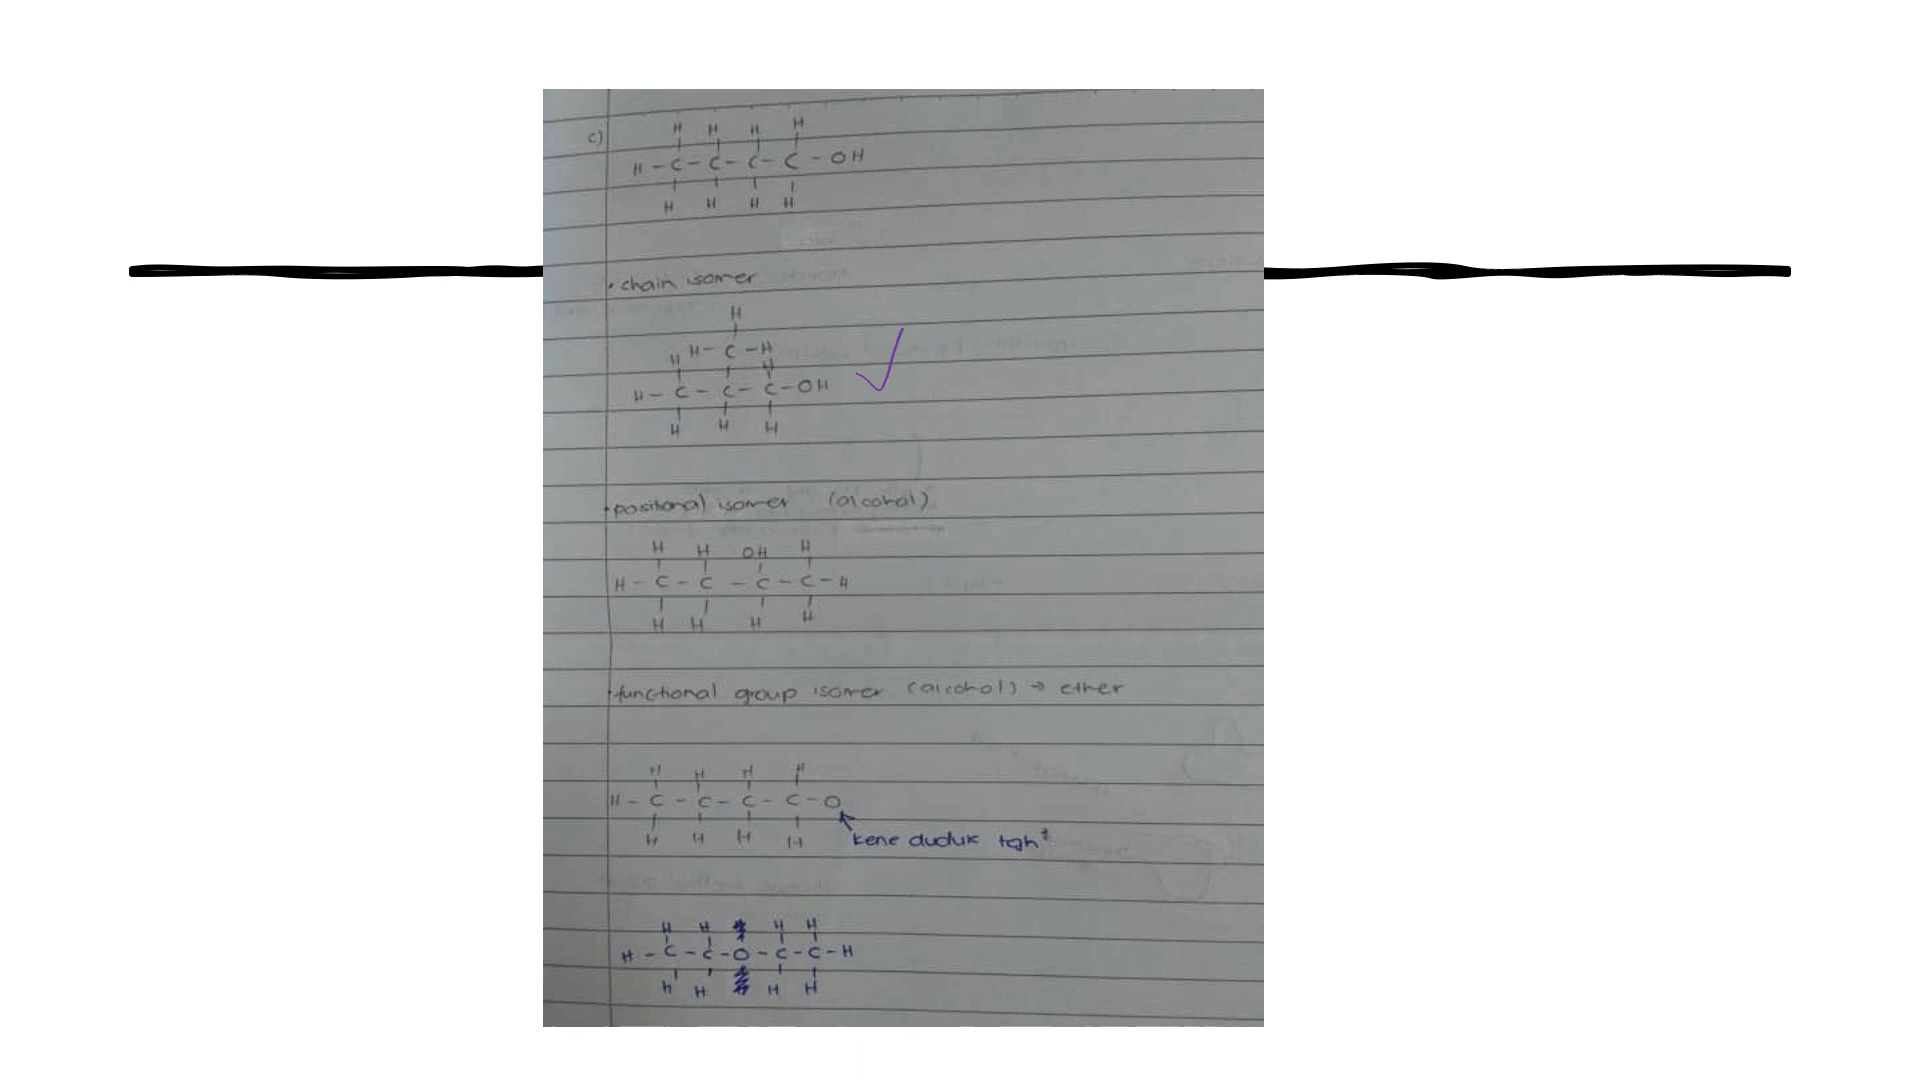 c)
H H H H
H - C - C - C - C - OH
H H H H
• chain isomer
H
H H - C - H
H
H - C - C - C - OH
H H H
• positional isomer (alcohol)
H H OH H
H - C - C - C - C - H
H H H H
• functional group isomer (alcohol) → ether
H H H H
H - C - C - C - C - O
H H H H
kene duduk tgh²
H H H H
H - C - C - O - C - C - H
H H H H